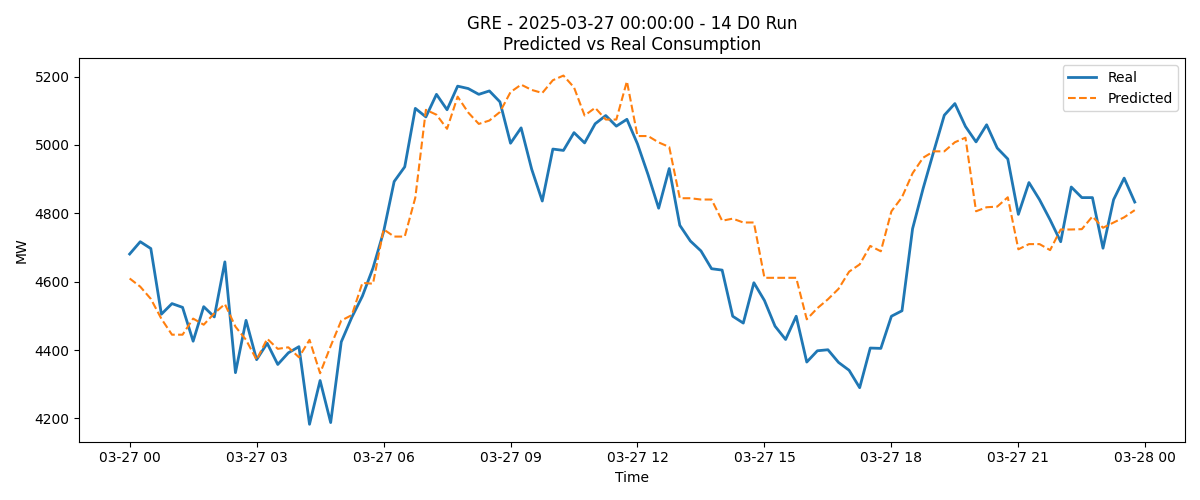 GRE - 2025-03-27 00:00:00 - 14 D0 Run
Predicted vs Real Consumption
Real
Predicted
5200
5000
4800
4600
4400
4200
MW
03-27 00
03-27 03
03-27 06
03-27 09
03-27 12
03-27 15
03-27 18
03-27 21
03-28 00
Time